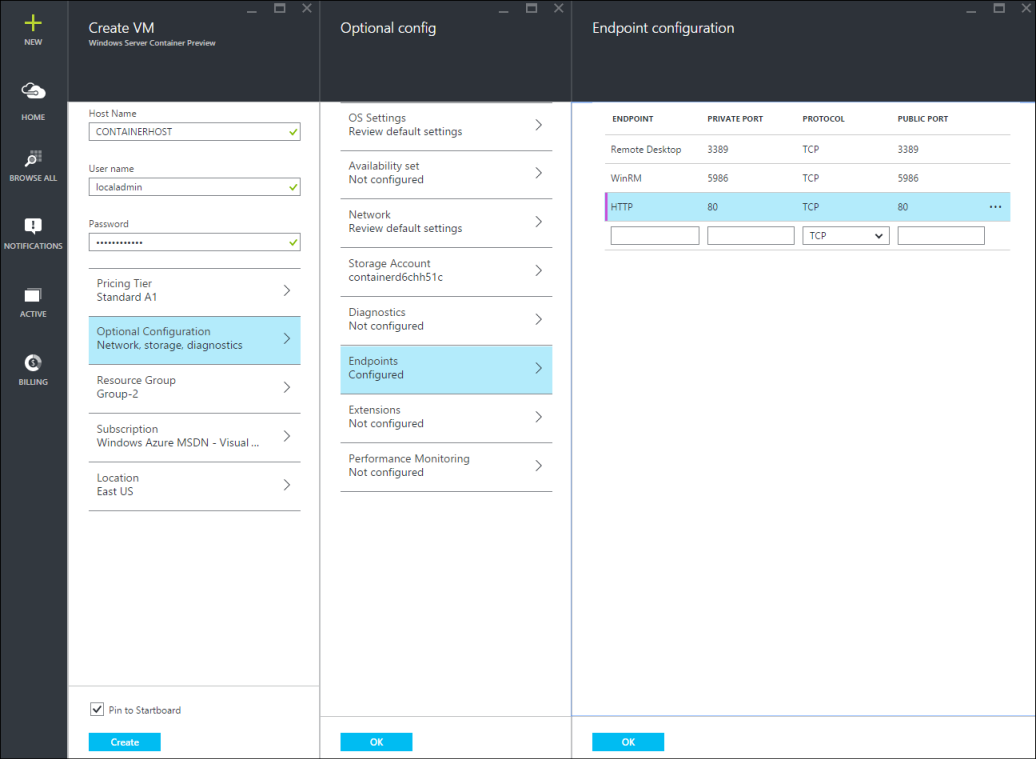 NEW
HOME
BROWSE ALL
NOTIFICATIONS
ACTIVE
BILLING
Create VM
Windows Server Container Preview
Host Name
CONTAINERHOST
User name
localadmin
Password
••••••••••••
Pricing Tier
Standard A1
Optional Configuration
Network, storage, diagnostics
Resource Group
Group-2
Subscription
Windows Azure MSDN - Visual ...
Location
East US
Pin to Startboard
Create
Optional config
OS Settings
Review default settings
Availability set
Not configured
Network
Review default settings
Storage Account
containerd6chh51c
Diagnostics
Not configured
Endpoints
Configured
Extensions
Not configured
Performance Monitoring
Not configured
OK
Endpoint configuration
ENDPOINT PRIVATE PORT PROTOCOL PUBLIC PORT
Remote Desktop 3389 TCP 3389
WinRM 5986 TCP 5986
HTTP 80 TCP 80 ...
TCP
OK